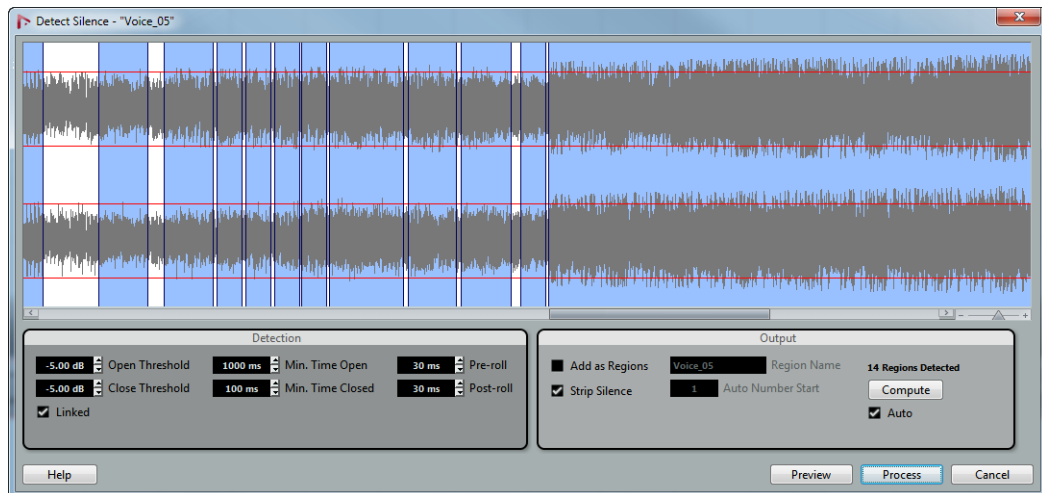 Detect Silence - "Voice_05"
Detection
-5.00 dB Open Threshold 1000 ms Min. Time Open 30 ms Pre-roll
-5.00 dB Close Threshold 100 ms Min. Time Closed 30 ms Post-roll
Linked
Output
Add as Regions Voice_05 Region Name 14 Regions Detected
Strip Silence 1 Auto Number Start Compute
Auto
Help Preview Process Cancel